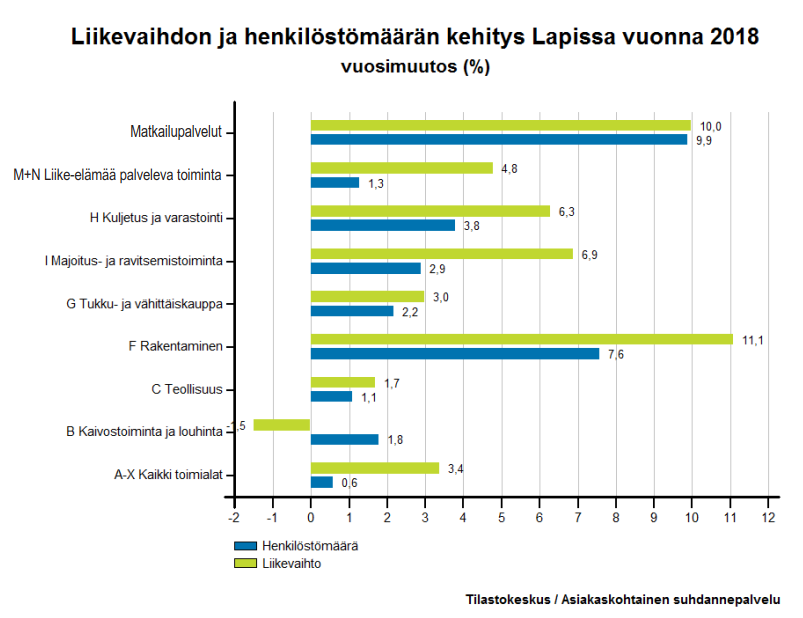 Liikevaihdon ja henkilöstömäärän kehitys Lapissa vuonna 2018
vuosimuutos (%)
Matkailupalvelut
10,0
9,9
M+N Liike-elämää palveleva toiminta
4,8
1,3
H Kuljetus ja varastointi
6,3
3,8
I Majoitus- ja ravitsemistoiminta
6,9
2,9
G Tukku- ja vähittäiskauppa
3,0
2,2
F Rakentaminen
11,1
7,6
C Teollisuus
1,7
1,1
B Kaivostoiminta ja louhinta
-1,5
1,8
A-X Kaikki toimialat
3,4
0,6
-2 -1 0 1 2 3 4 5 6 7 8 9 10 11 12
Henkilöstömäärä
Liikevaihto
Tilastokeskus / Asiakaskohtainen suhdannepalvelu